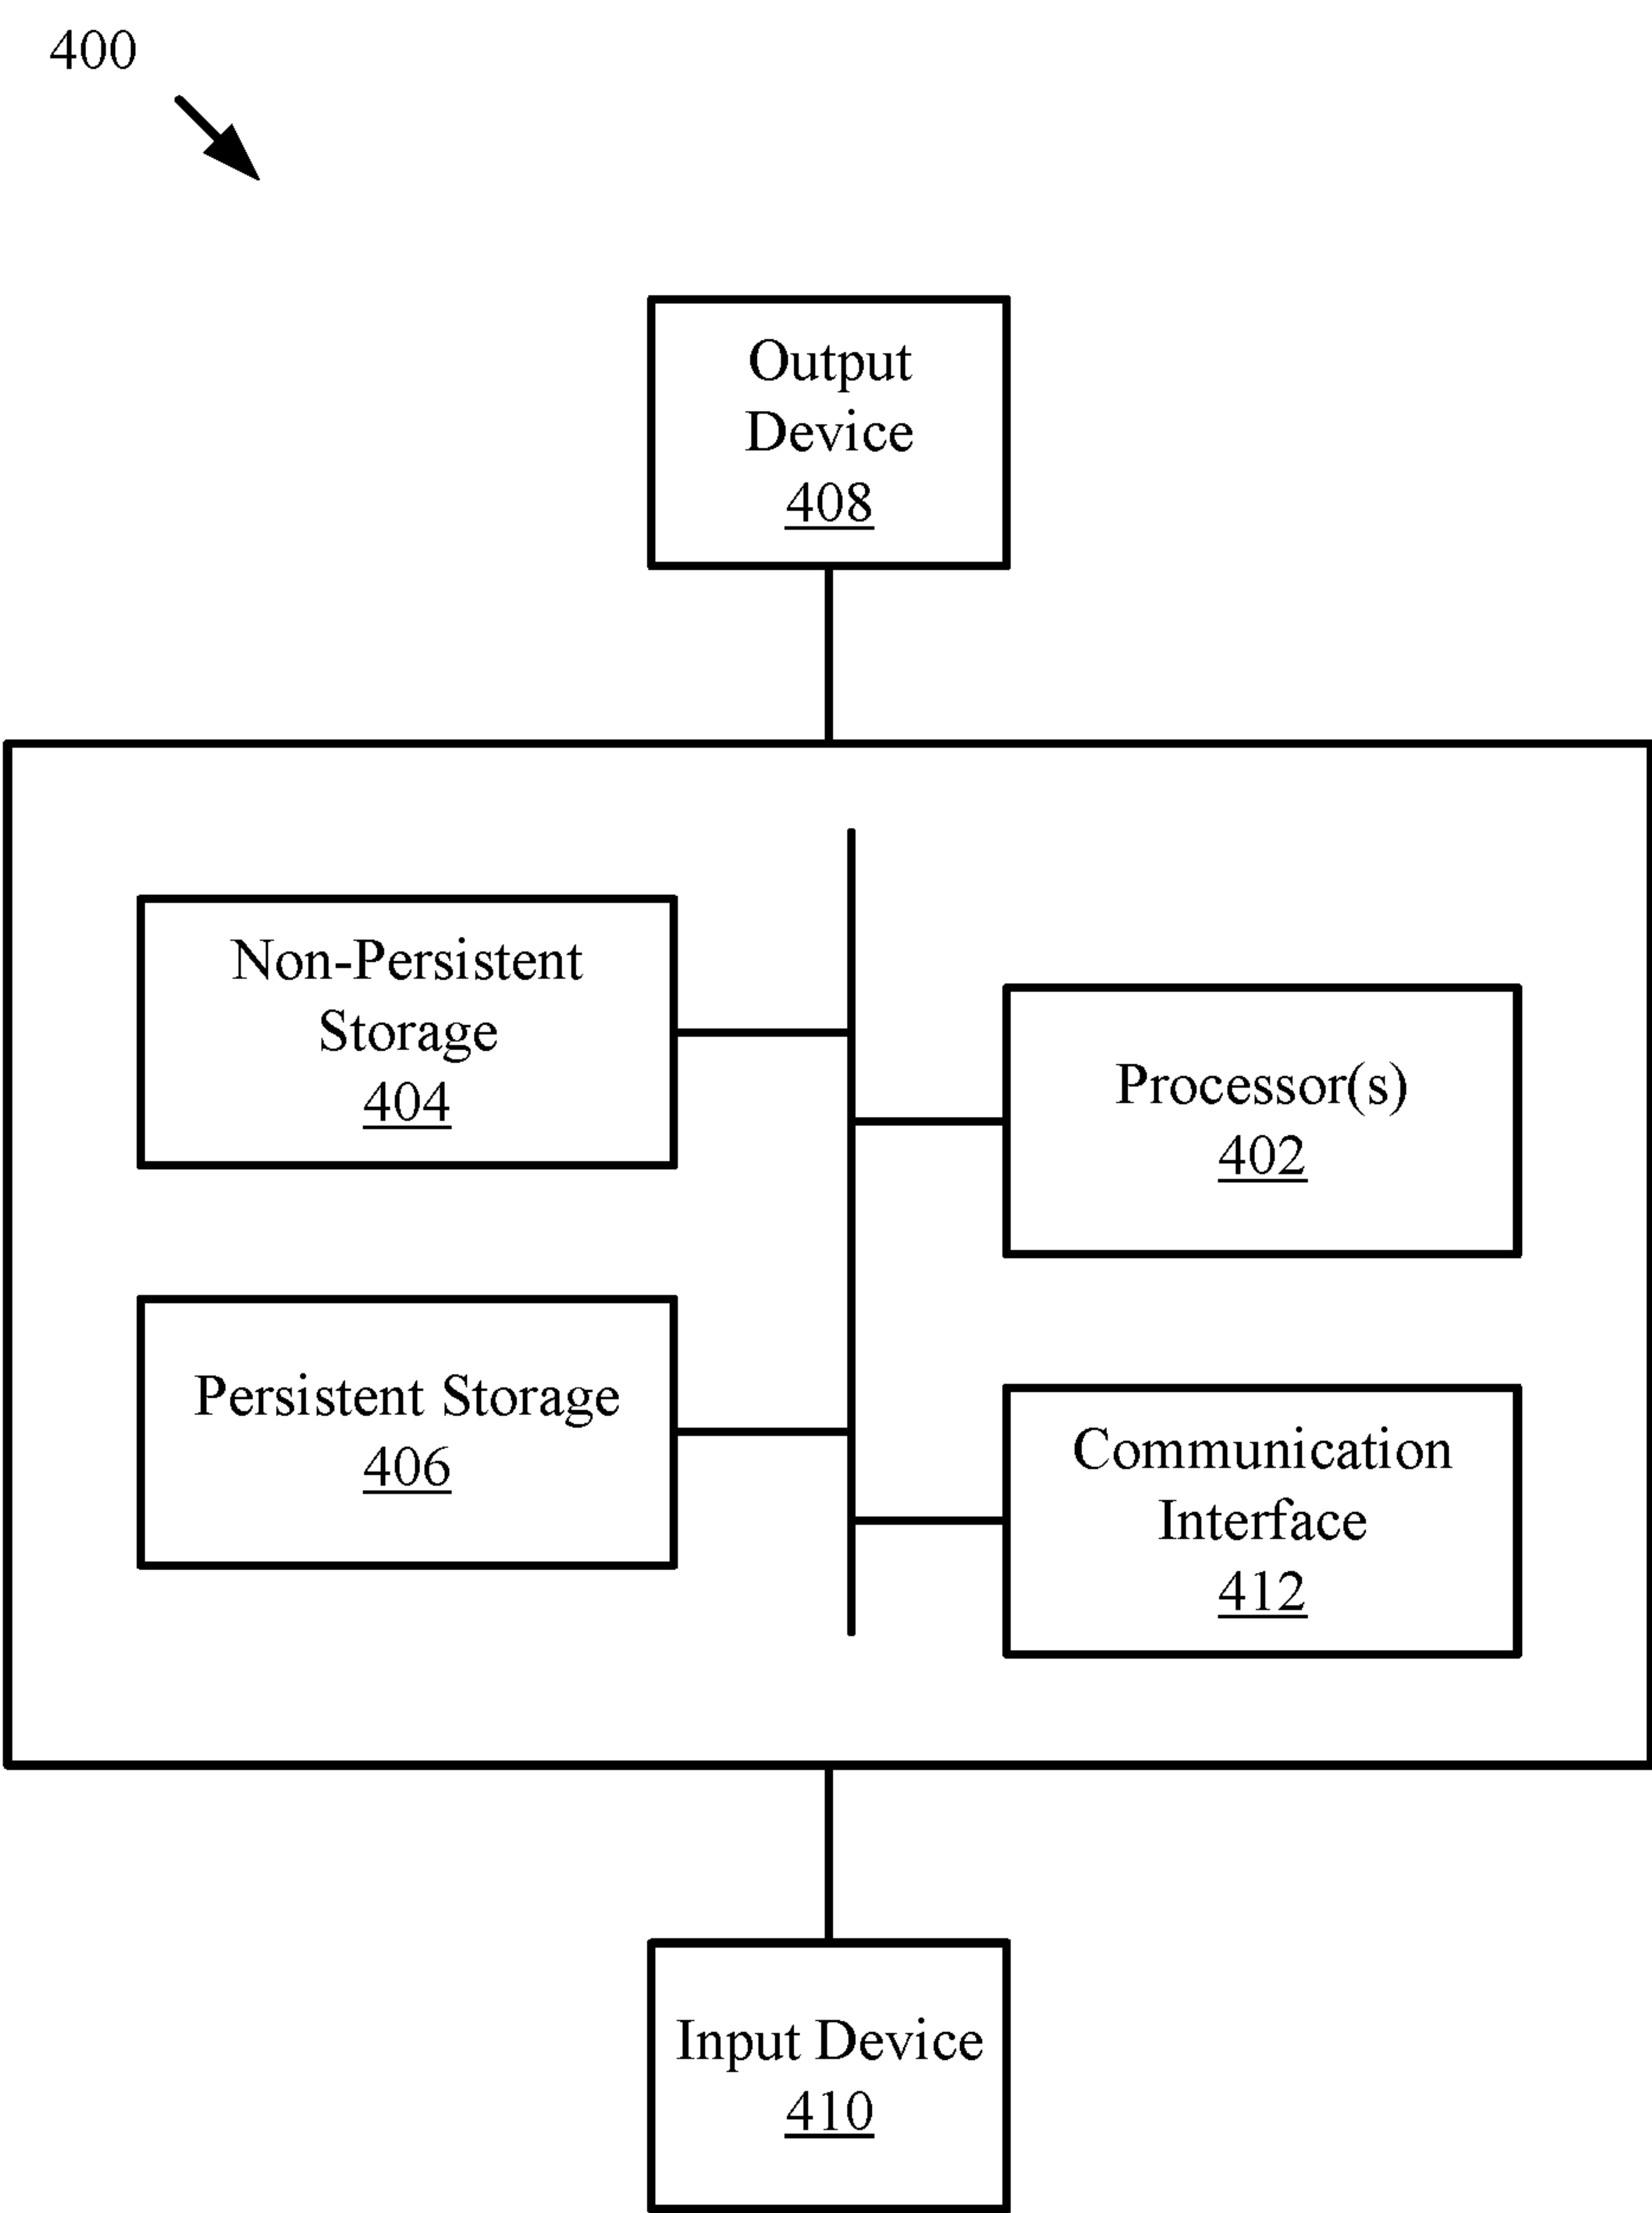 400
Output
Device
408
Non-Persistent
Storage
404
Processor(s)
402
Persistent Storage
406
Communication
Interface
412
Input Device
410